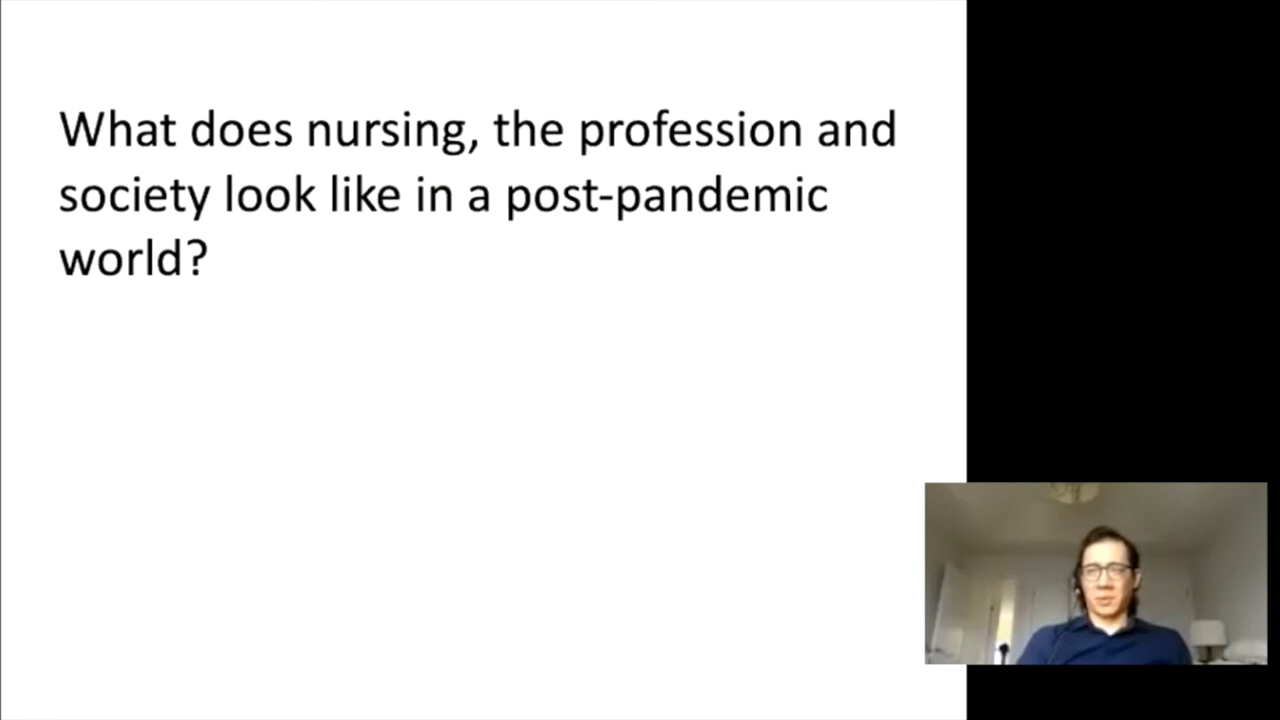 What does nursing, the profession and
society look like in a post-pandemic
world?